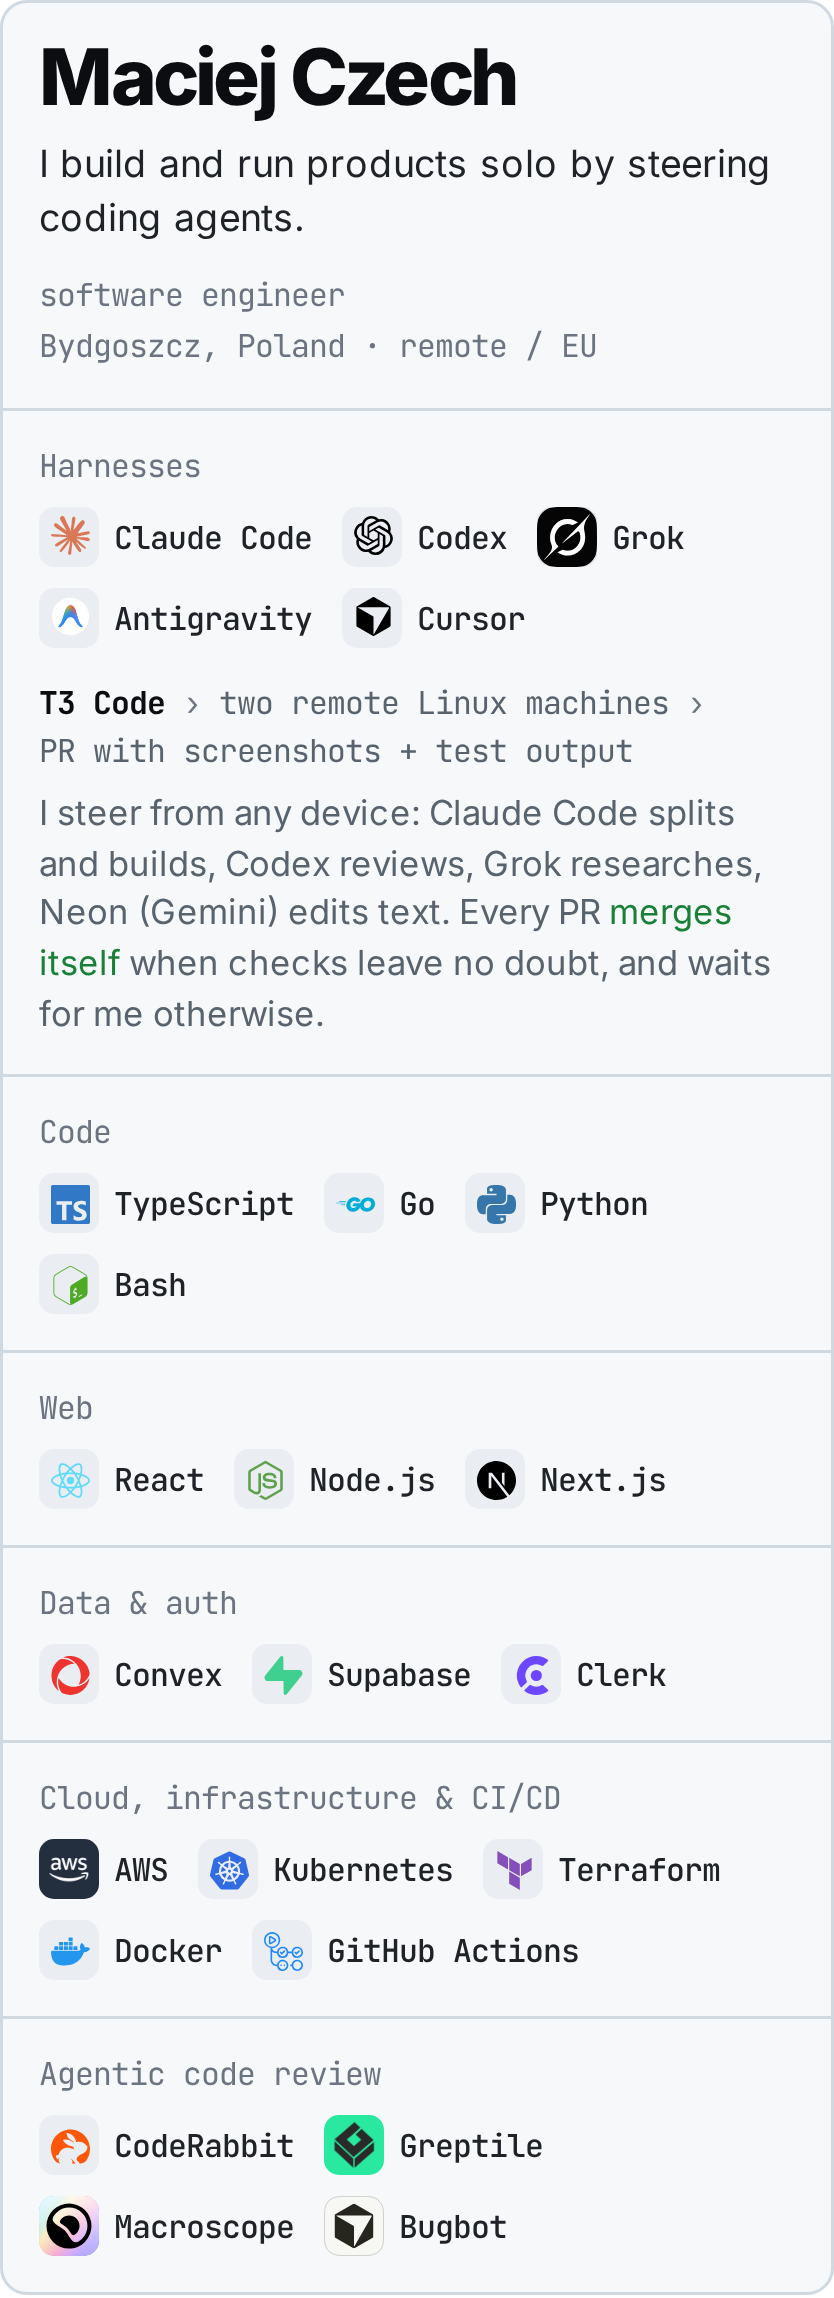 Maciej Czech
I build and run products solo by steering
coding agents.
software engineer
Bydgoszcz, Poland · remote / EU
Harnesses
Claude Code Codex Grok
Antigravity Cursor
T3 Code › two remote Linux machines ›
PR with screenshots + test output
I steer from any device: Claude Code splits
and builds, Codex reviews, Grok researches,
Neon (Gemini) edits text. Every PR merges
itself when checks leave no doubt, and waits
for me otherwise.
Code
TS TypeScript GO Go Python
$_ Bash
Web
React JS Node.js N Next.js
Data & auth
Convex Supabase Clerk
Cloud, infrastructure & CI/CD
aws AWS Kubernetes Terraform
Docker GitHub Actions
Agentic code review
CodeRabbit Greptile
Macroscope Bugbot